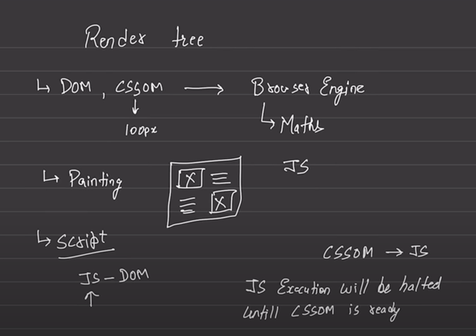 Render tree
↳ DOM, CSSOM → Browser Engine
↓ ↳ Maths
100px
JS
↳ Painting
X
X
↳ Script
CSSOM → JS
JS - DOM
↑
JS Execution will be halted
untill CSSOM is ready